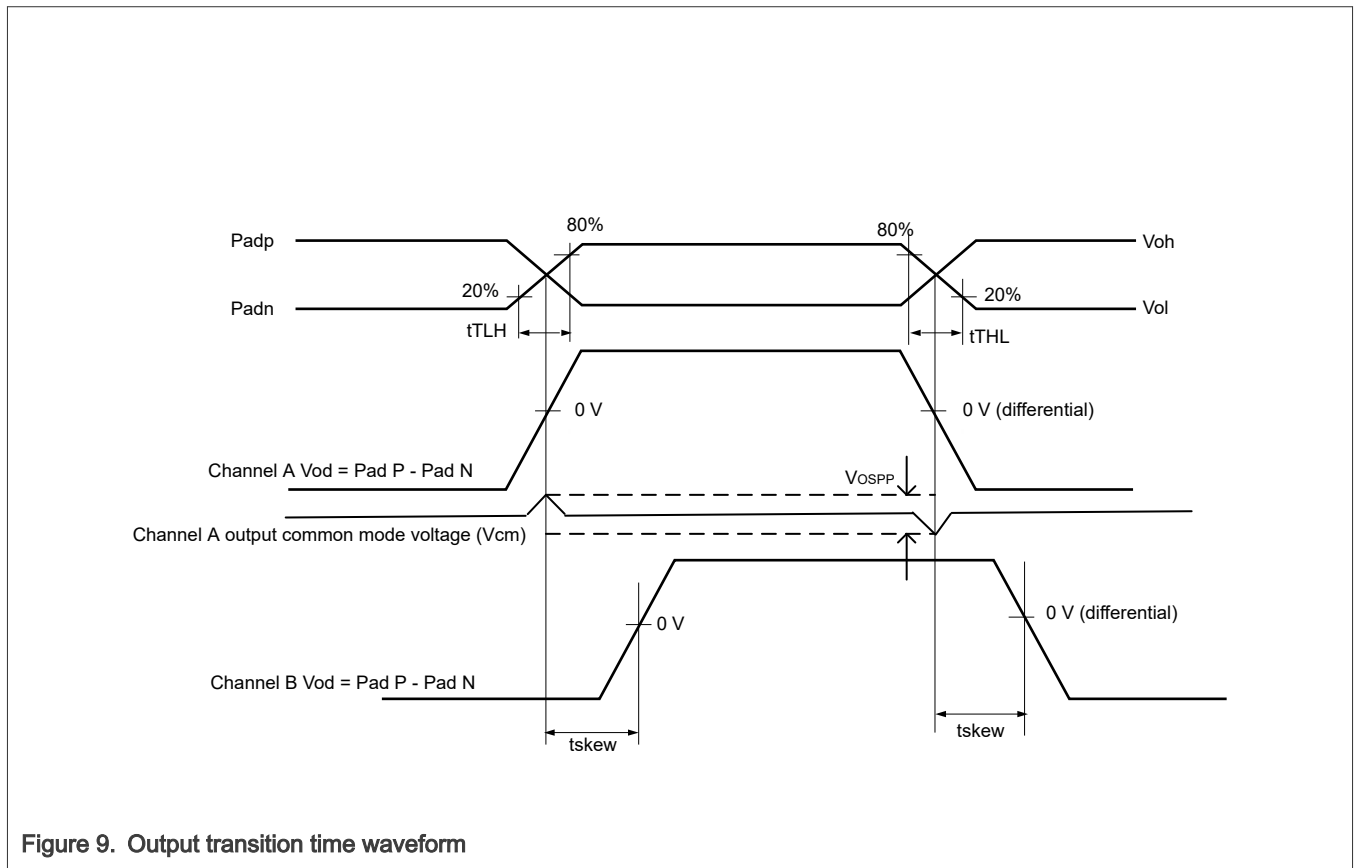 80%
80%
Padp
Voh
20%
20%
Padn
Vol
tTLH
tTHL
0 V
0 V (differential)
Channel A Vod = Pad P - Pad N
VOSPP
Channel A output common mode voltage (Vcm)
0 V
0 V (differential)
Channel B Vod = Pad P - Pad N
tskew
tskew
Figure 9. Output transition time waveform